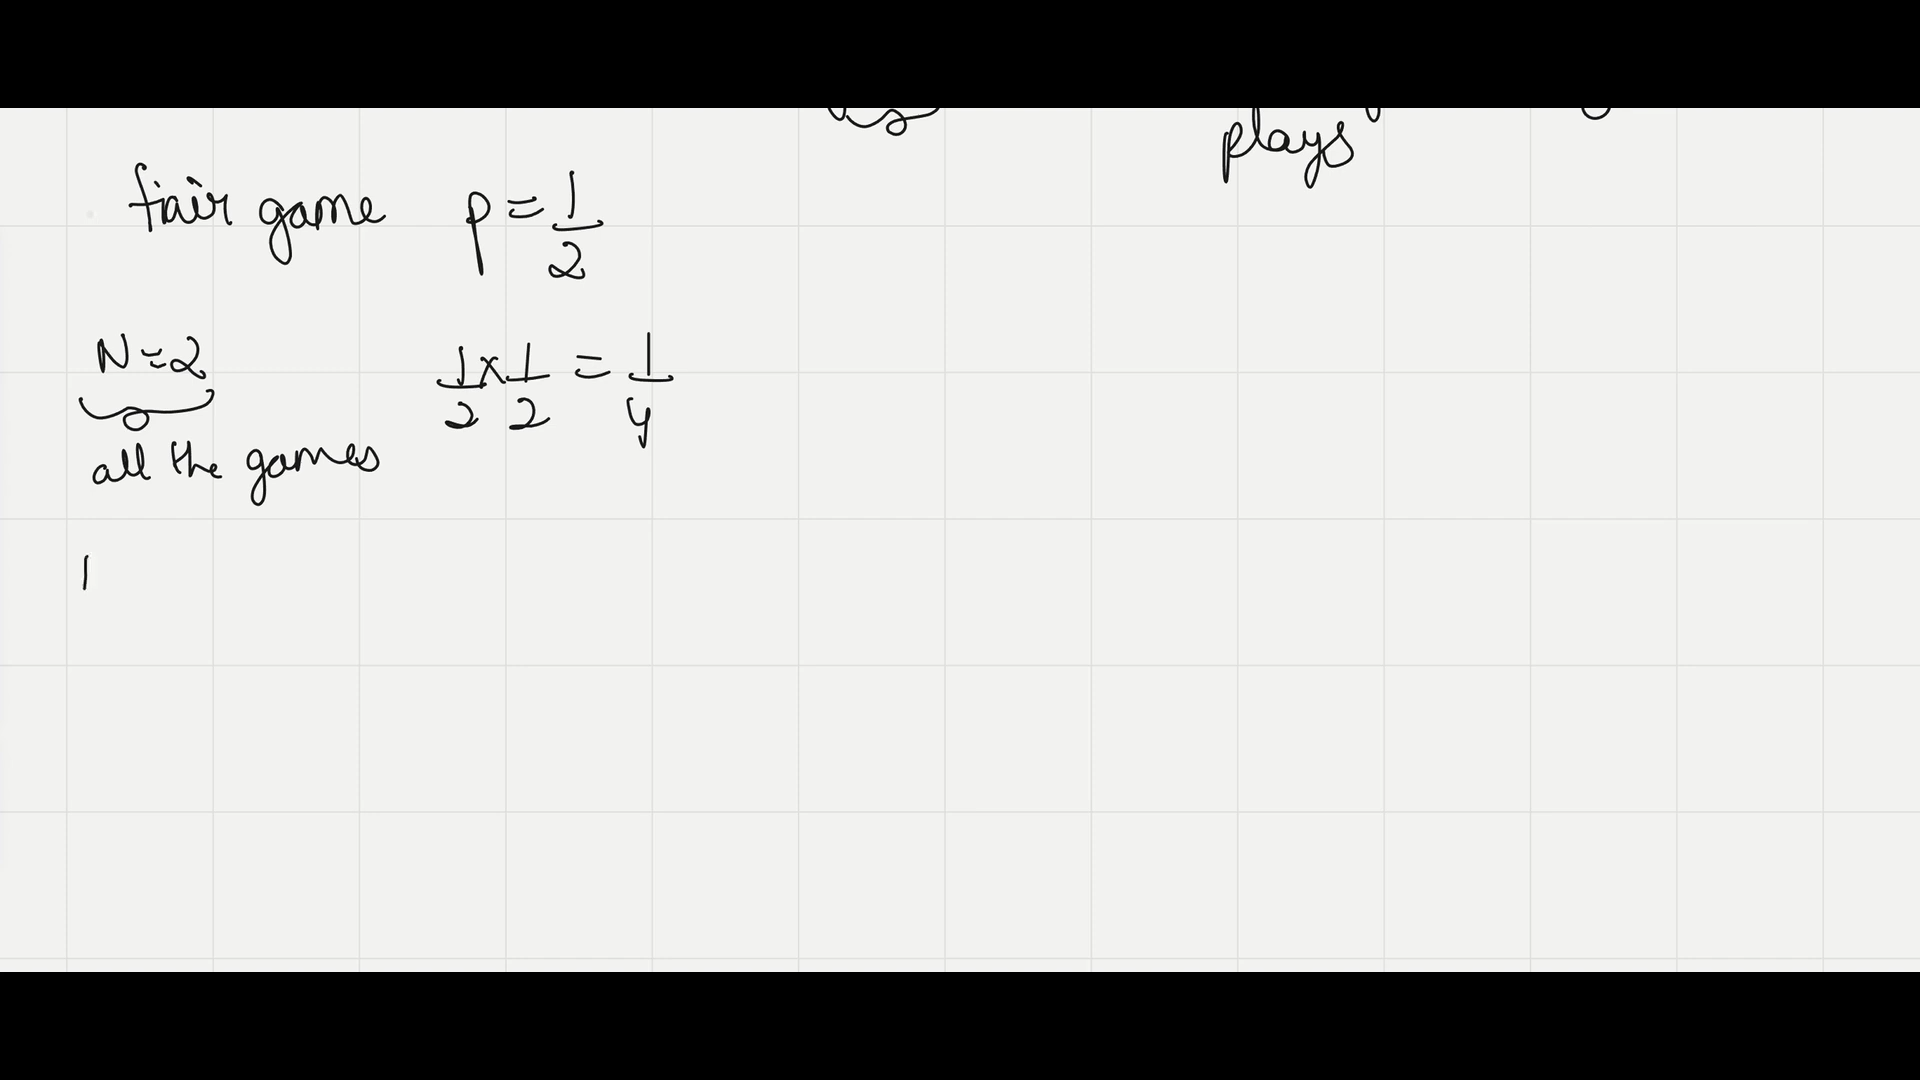 plays
fair game p = 1/2
N = 2 1/2 x 1/2 = 1/4
all the games